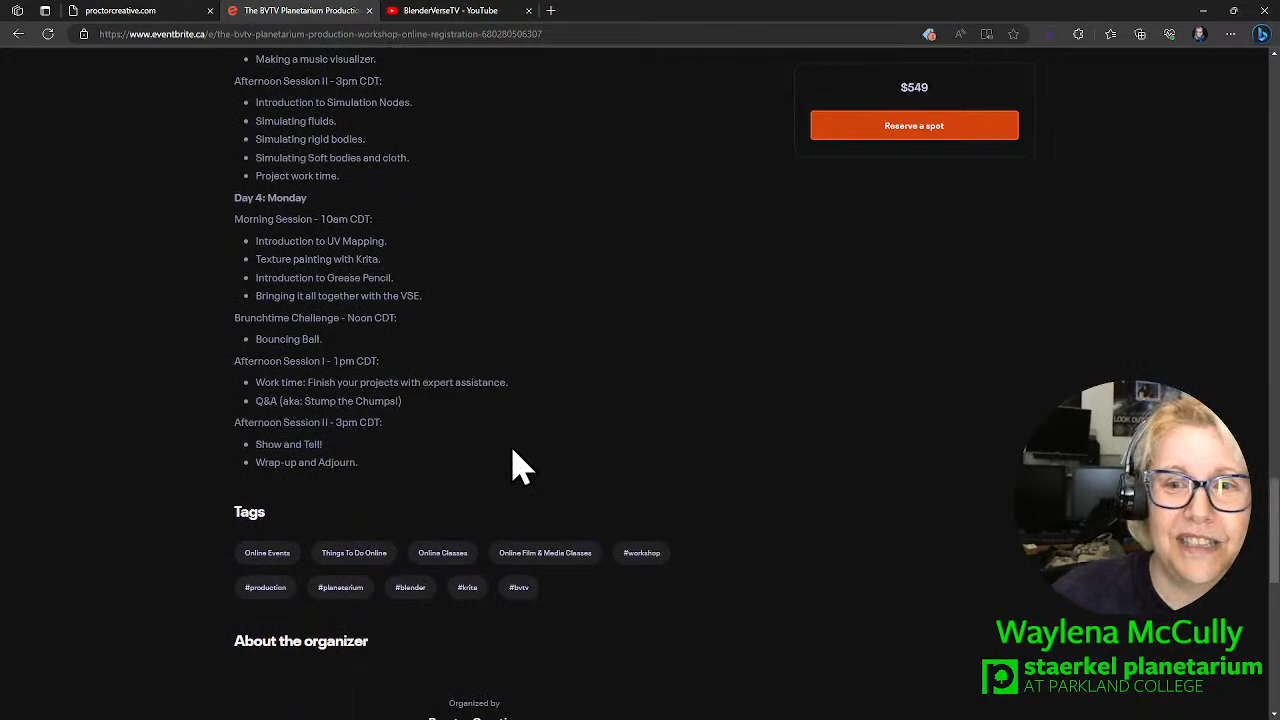 proctorcreative.com
The BVTV Planetarium Productio
BlenderVerseTV - YouTube
https://www.eventbrite.ca/e/the-bvtv-planetarium-production-workshop-online-registration-680280506307
Making a music visualizer.
Afternoon Session II - 3pm CDT:
Introduction to Simulation Nodes.
Simulating fluids.
Simulating rigid bodies.
Simulating Soft bodies and cloth.
Project work time.
Day 4: Monday
Morning Session - 10am CDT:
Introduction to UV Mapping.
Texture painting with Krita.
Introduction to Grease Pencil.
Bringing it all together with the VSE.
Brunchtime Challenge - Noon CDT:
Bouncing Ball.
Afternoon Session I - 1pm CDT:
Work time: Finish your projects with expert assistance.
Q&A (aka: Stump the Chumps!)
Afternoon Session II - 3pm CDT:
Show and Tell!
Wrap-up and Adjourn.
$549
Reserve a spot
Tags
Online Events Things To Do Online Online Classes Online Film & Media Classes #workshop
#production #planetarium #blender #krita #bvtv
About the organizer
Organized by
Waylena McCully
staerkel planetarium
AT PARKLAND COLLEGE